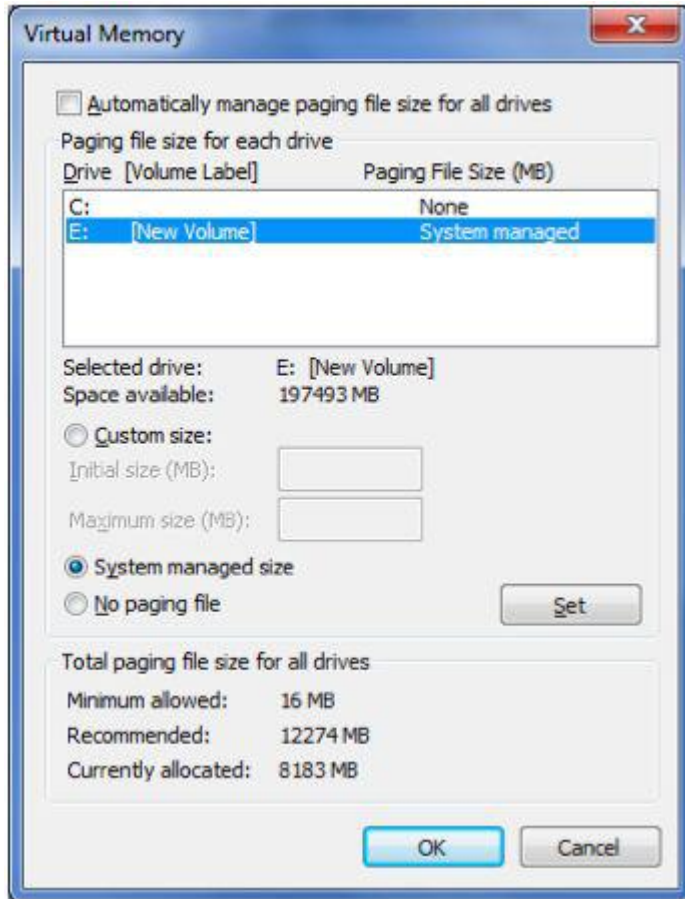 Virtual Memory
Automatically manage paging file size for all drives
Paging file size for each drive
Drive [Volume Label] Paging File Size (MB)
C: None
E: [New Volume] System managed
Selected drive: E: [New Volume]
Space available: 197493 MB
Custom size:
Initial size (MB):
Maximum size (MB):
System managed size
No paging file
Set
Total paging file size for all drives
Minimum allowed: 16 MB
Recommended: 12274 MB
Currently allocated: 8183 MB
OK Cancel